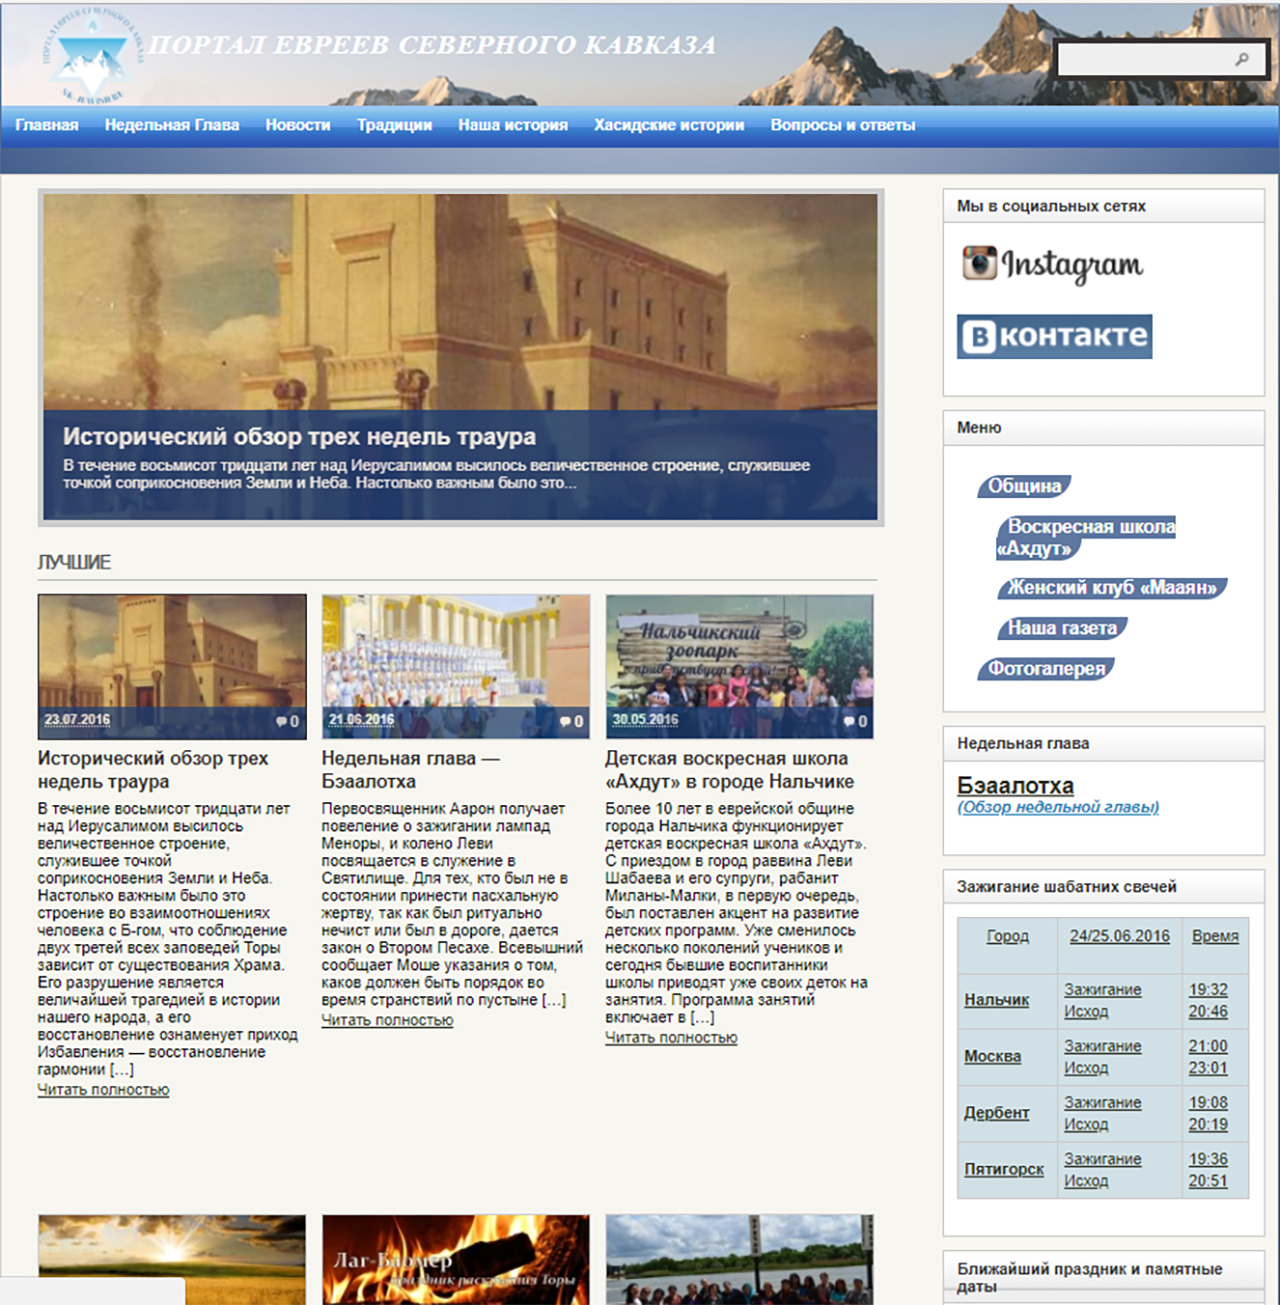 ПОРТАЛ ЕВРЕЕВ СЕВЕРНОГО КАВКАЗА
ПОРТАЛ ЕВРЕЕВ СЕВЕРНОГО КАВКАЗА
Главная Недельная Глава Новости Традиции Наша история Хасидские истории Вопросы и ответы
Исторический обзор трех недель траура
В течение восьмисот тридцати лет над Иерусалимом высилось величественное строение, служившее
точкой соприкосновения Земли и Неба. Настолько важным было это...
ЛУЧШИЕ
23.07.2016 0
Исторический обзор трех
недель траура
В течение восьмисот тридцати лет
над Иерусалимом высилось
величественное строение,
служившее точкой
соприкосновения Земли и Неба.
Настолько важным было это
строение во взаимоотношениях
человека с Б-гом, что соблюдение
двух третей всех заповедей Торы
зависит от существования Храма.
Его разрушение является
величайшей трагедией в истории
нашего народа, а его
восстановление ознаменует приход
Избавления — восстановление
гармонии […]
Читать полностью
21.06.2016 0
Недельная глава —
Бэаалотха
Первосвященник Аарон получает
повеление о зажигании лампад
Меноры, и колено Леви
посвящается в служение в
Святилище. Для тех, кто был не в
состоянии принести пасхальную
жертву, так как был ритуально
нечист или был в дороге, дается
закон о Втором Песахе. Всевышний
сообщает Моше указания о том,
каков должен быть порядок во
время странствий по пустыне […]
Читать полностью
Нальчикский
зоопарк
приветствует
30.05.2016 0
Детская воскресная школа
«Ахдут» в городе Нальчике
Более 10 лет в еврейской общине
города Нальчика функционирует
детская воскресная школа «Ахдут».
С приездом в город раввина Леви
Шабаева и его супруги, рабанит
Миланы-Малки, в первую очередь,
был поставлен акцент на развитие
детских программ. Уже сменилось
несколько поколений учеников и
сегодня бывшие воспитанники
школы приводят уже своих деток на
занятия. Программа занятий
включает в […]
Читать полностью
Лаг-Баомер
праздник раскрытия Торы
Мы в социальных сетях
Instagram
В контакте
Меню
Община
Воскресная школа
«Ахдут»
Женский клуб «Мааян»
Наша газета
Фотогалерея
Недельная глава
Бэаалотха
(Обзор недельной главы)
Зажигание шабатних свечей
Город 24/25.06.2016 Время
Нальчик Зажигание 19:32
Исход 20:46
Москва Зажигание 21:00
Исход 23:01
Дербент Зажигание 19:08
Исход 20:19
Пятигорск Зажигание 19:36
Исход 20:51
Ближайший праздник и памятные
даты